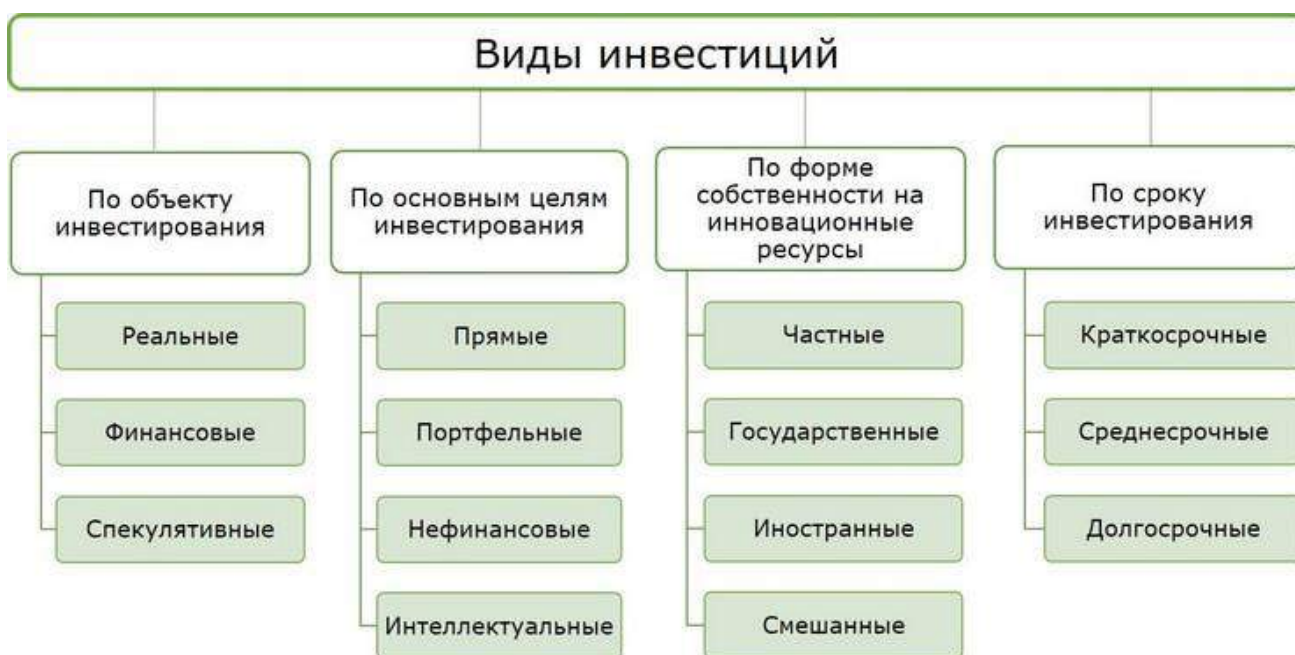 Виды инвестиций
По объекту
инвестирования
Реальные
Финансовые
Спекулятивные
По основным целям
инвестирования
Прямые
Портфельные
Нефинансовые
Интеллектуальные
По форме
собственности на
инновационные
ресурсы
Частные
Государственные
Иностранные
Смешанные
По сроку
инвестирования
Краткосрочные
Среднесрочные
Долгосрочные